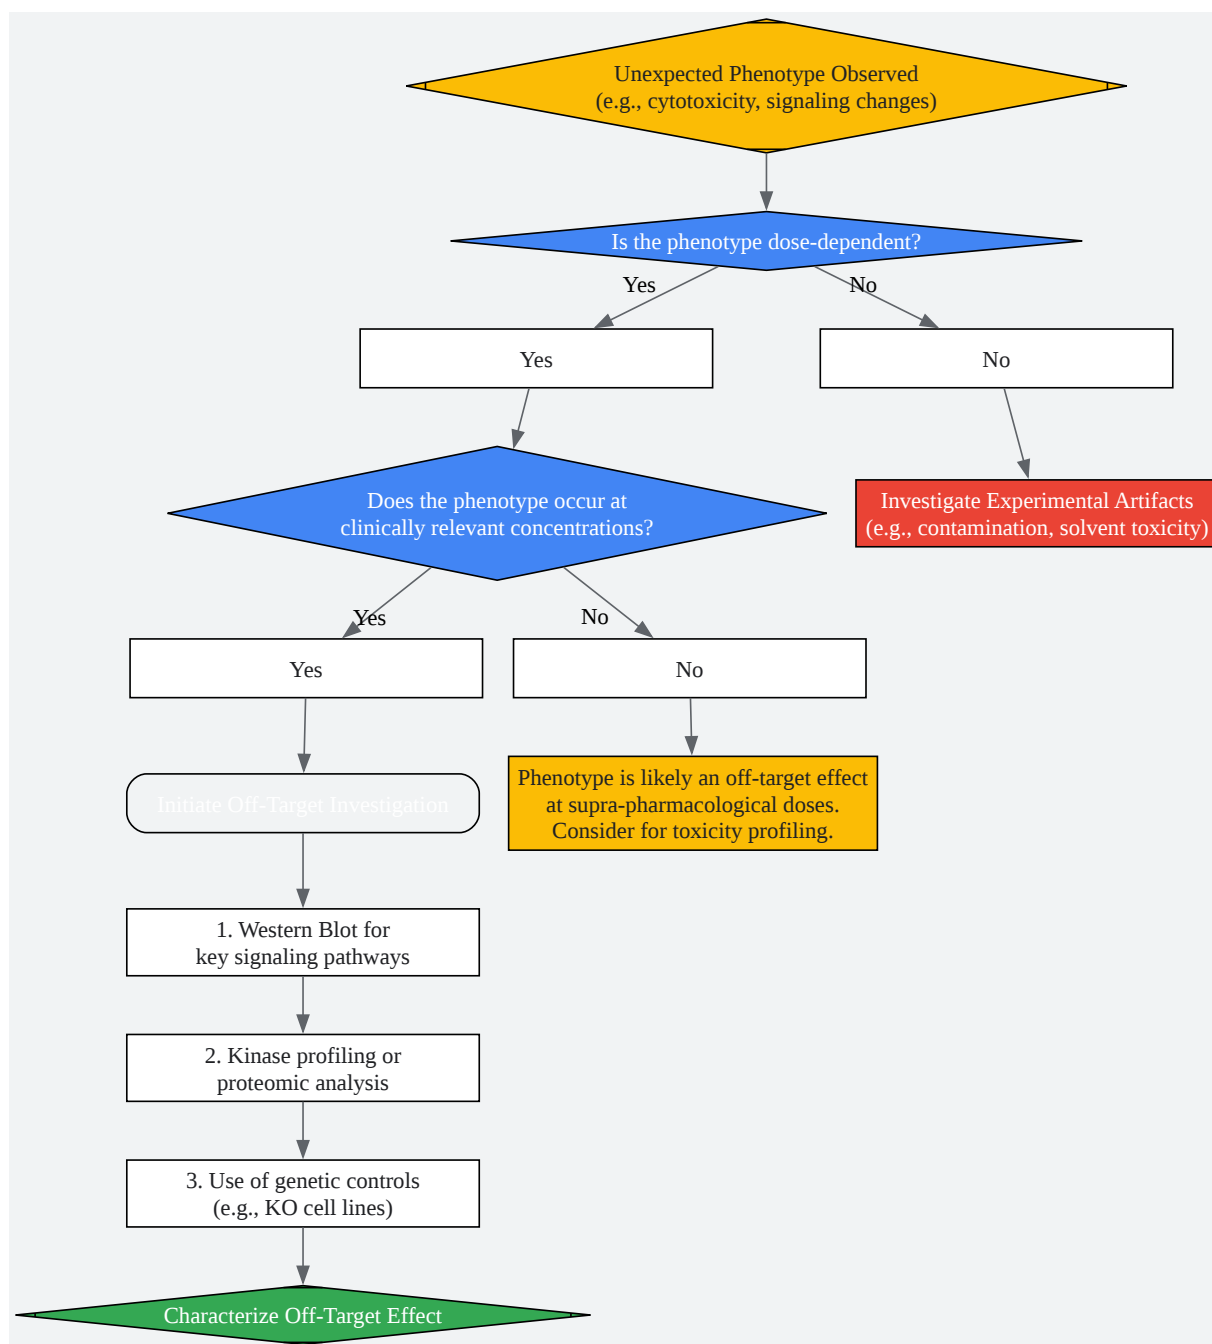 Unexpected Phenotype Observed
(e.g., cytotoxicity, signaling changes)
Is the phenotype dose-dependent?
Yes
No
Yes
No
Does the phenotype occur at
clinically relevant concentrations?
Investigate Experimental Artifacts
(e.g., contamination, solvent toxicity)
Yes
No
Yes
No
Initiate Off-Target Investigation
Phenotype is likely an off-target effect
at supra-pharmacological doses.
Consider for toxicity profiling.
1. Western Blot for
key signaling pathways
2. Kinase profiling or
proteomic analysis
3. Use of genetic controls
(e.g., KO cell lines)
Characterize Off-Target Effect